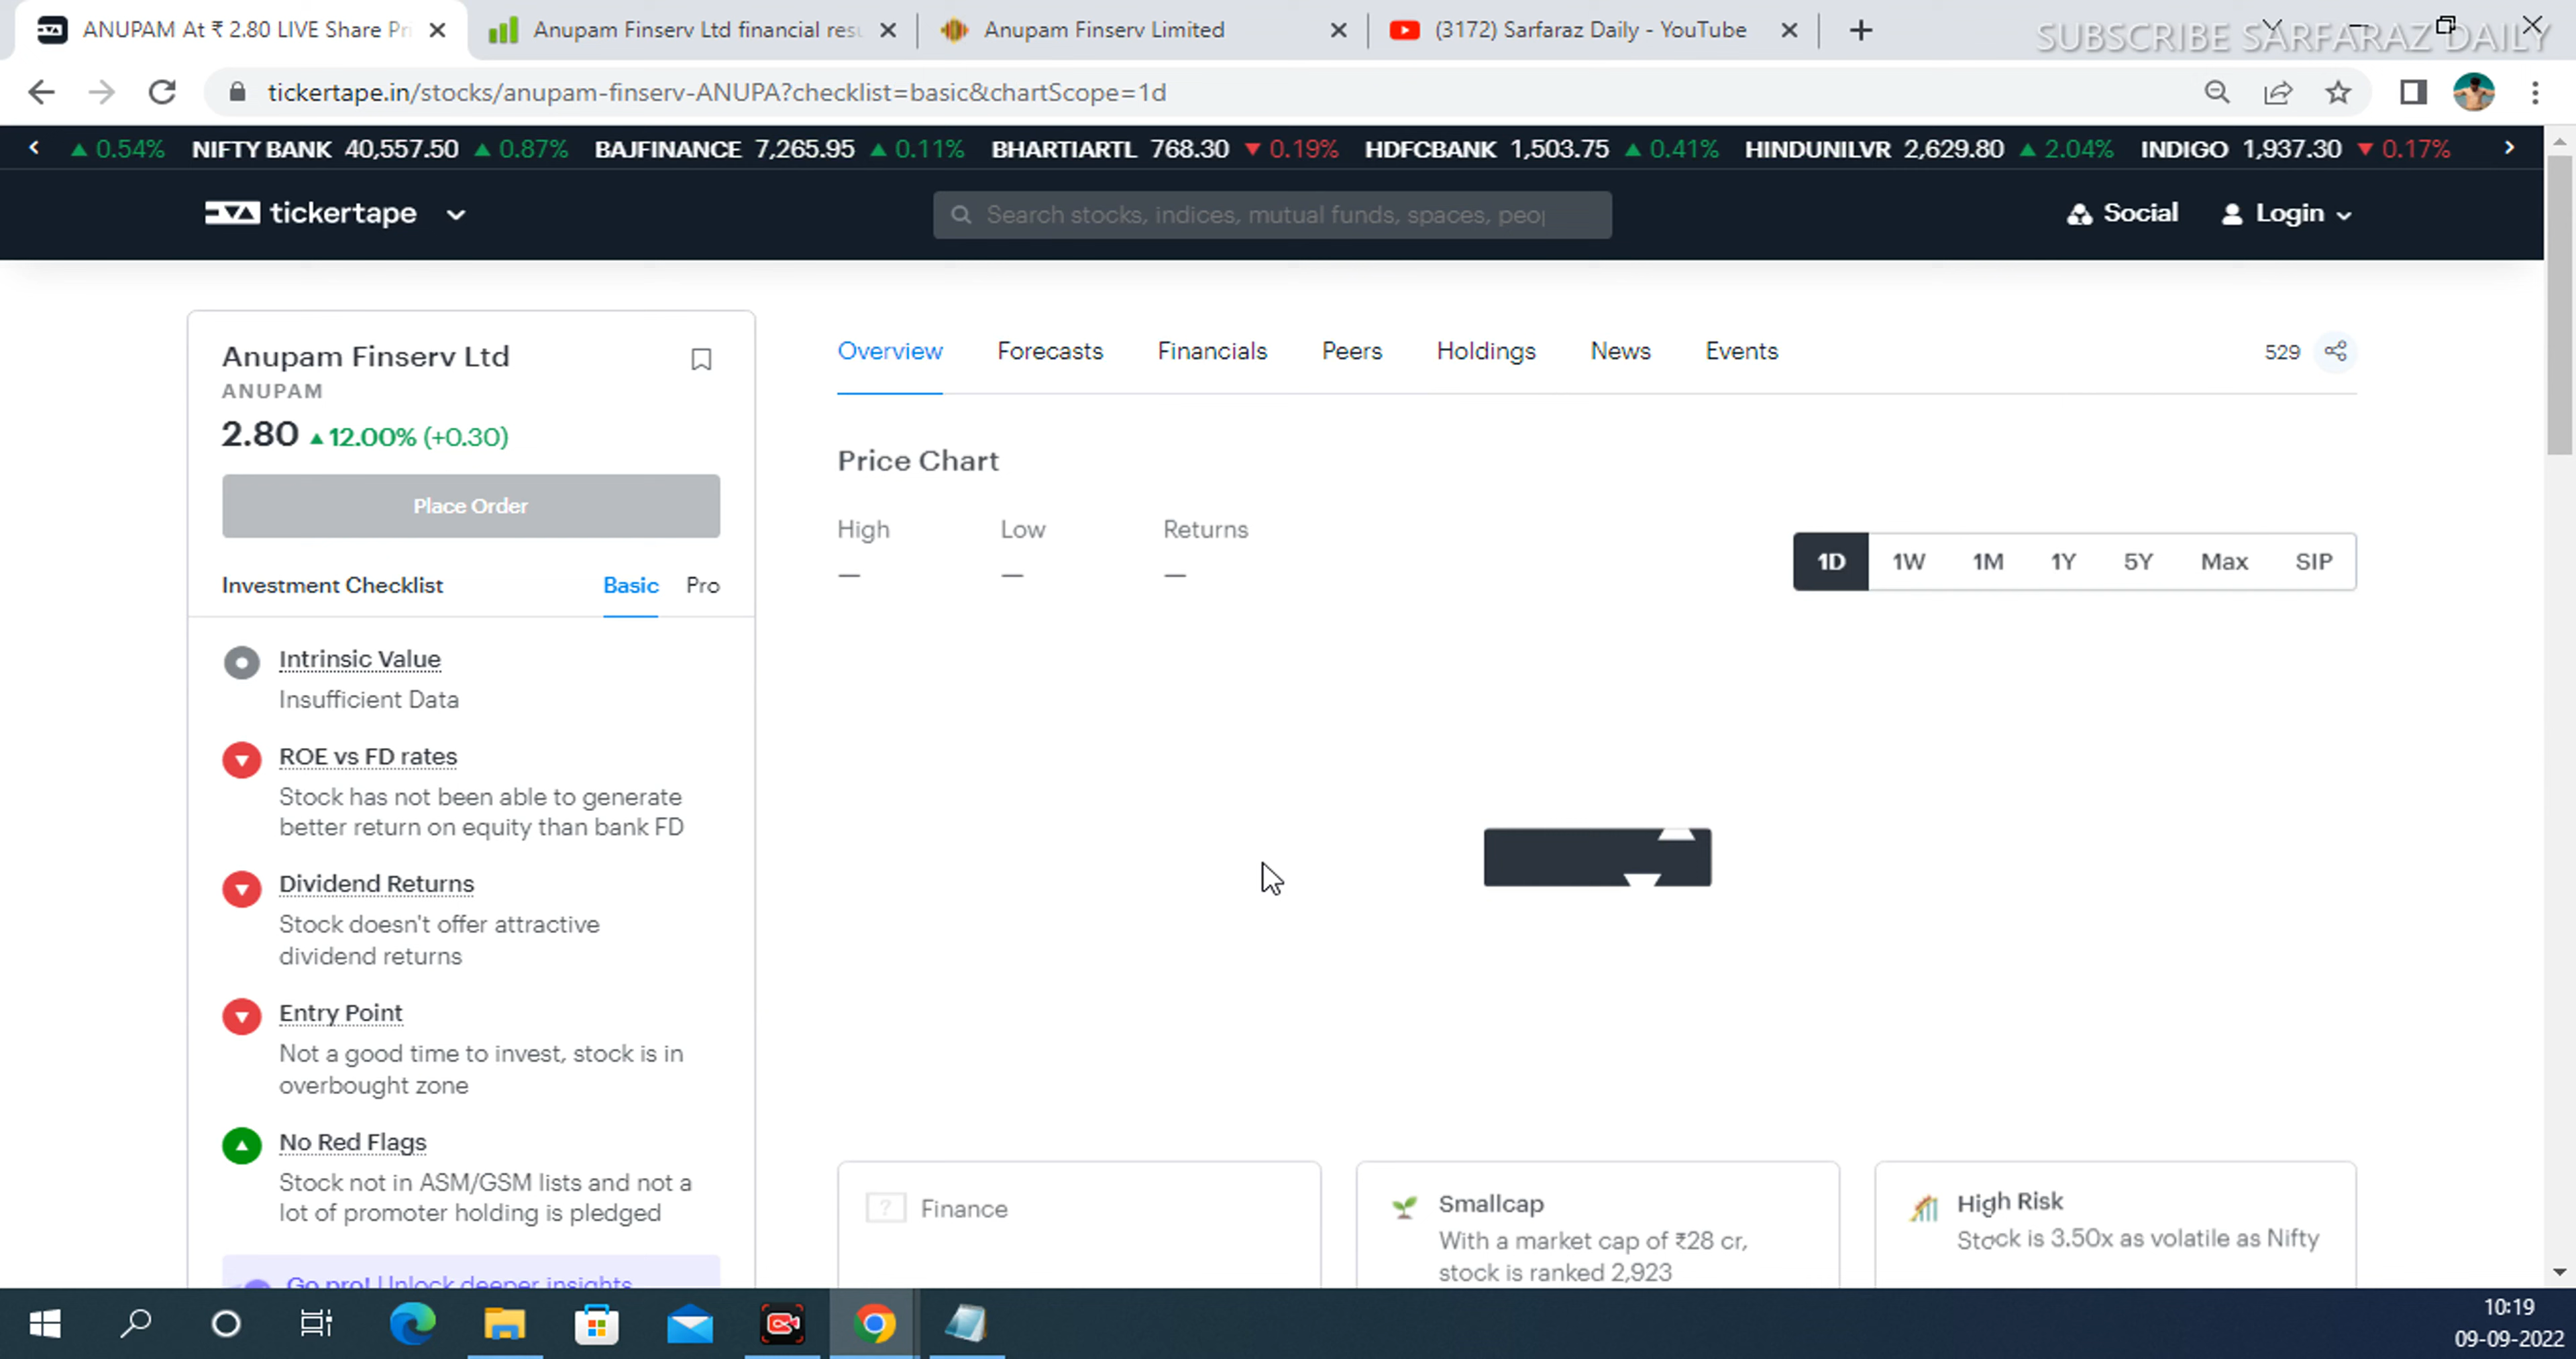 ANUPAM At ₹ 2.80 LIVE Share Pri
Anupam Finserv Ltd financial resu
Anupam Finserv Limited
(3172) Sarfaraz Daily - YouTube
SUBSCRIBE SARFARAZ DAILY
tickertape.in/stocks/anupam-finserv-ANUPA?checklist=basic&chartScope=1d
▲ 0.54% NIFTY BANK 40,557.50 ▲ 0.87% BAJFINANCE 7,265.95 ▲ 0.11% BHARTIARTL 768.30 ▼ 0.19% HDFCBANK 1,503.75 ▲ 0.41% HINDUNILVR 2,629.80 ▲ 2.04% INDIGO 1,937.30 ▼ 0.17%
tickertape
Search stocks, indices, mutual funds, spaces, peop
Social
Login
Anupam Finserv Ltd
ANUPAM
2.80 ▲ 12.00% (+0.30)
Place Order
Investment Checklist Basic Pro
Intrinsic Value
Insufficient Data
ROE vs FD rates
Stock has not been able to generate
better return on equity than bank FD
Dividend Returns
Stock doesn't offer attractive
dividend returns
Entry Point
Not a good time to invest, stock is in
overbought zone
No Red Flags
Stock not in ASM/GSM lists and not a
lot of promoter holding is pledged
Go pro! Unlock deeper insights
Overview Forecasts Financials Peers Holdings News Events
529
Price Chart
High Low Returns
— — —
1D 1W 1M 1Y 5Y Max SIP
Finance
Smallcap
With a market cap of ₹28 cr,
stock is ranked 2,923
High Risk
Stock is 3.50x as volatile as Nifty
10:19
09-09-2022